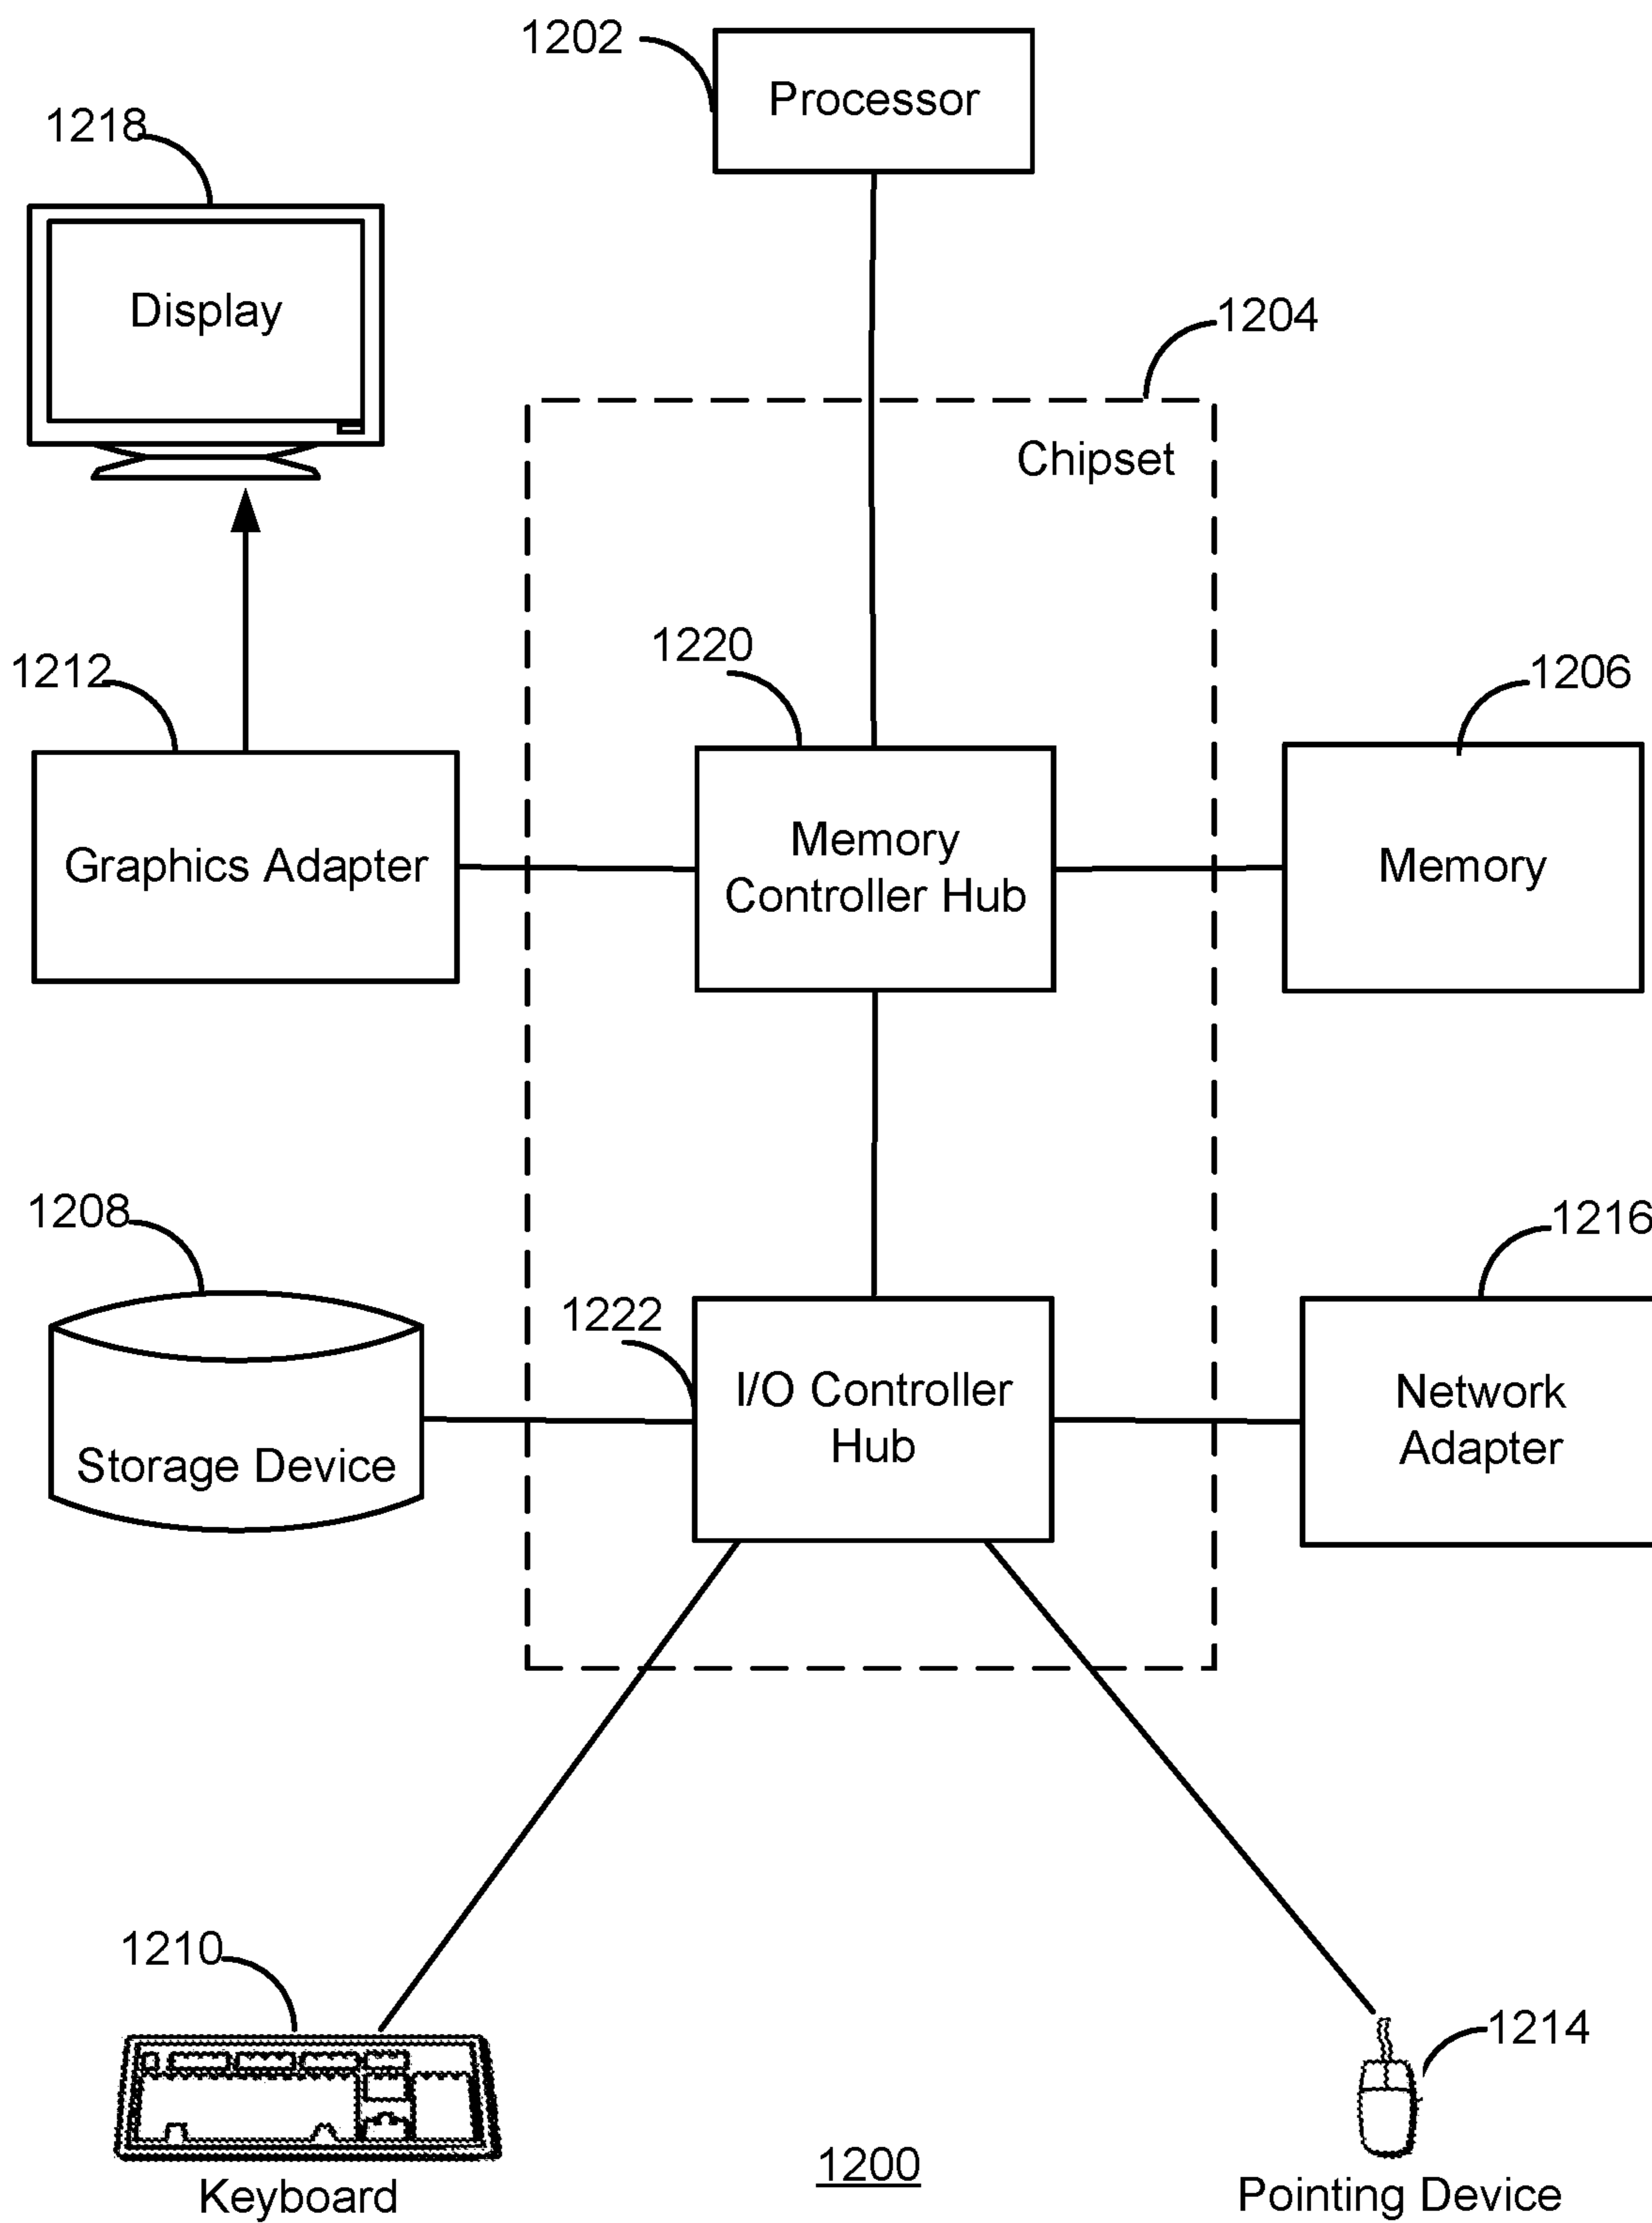 1202
Processor
1218
Display
1204
Chipset
1220
1212
1206
Memory
Controller Hub
Graphics Adapter
Memory
1208
1216
1222
I/O Controller
Hub
Network
Adapter
Storage Device
1210
1214
1200
Keyboard
Pointing Device